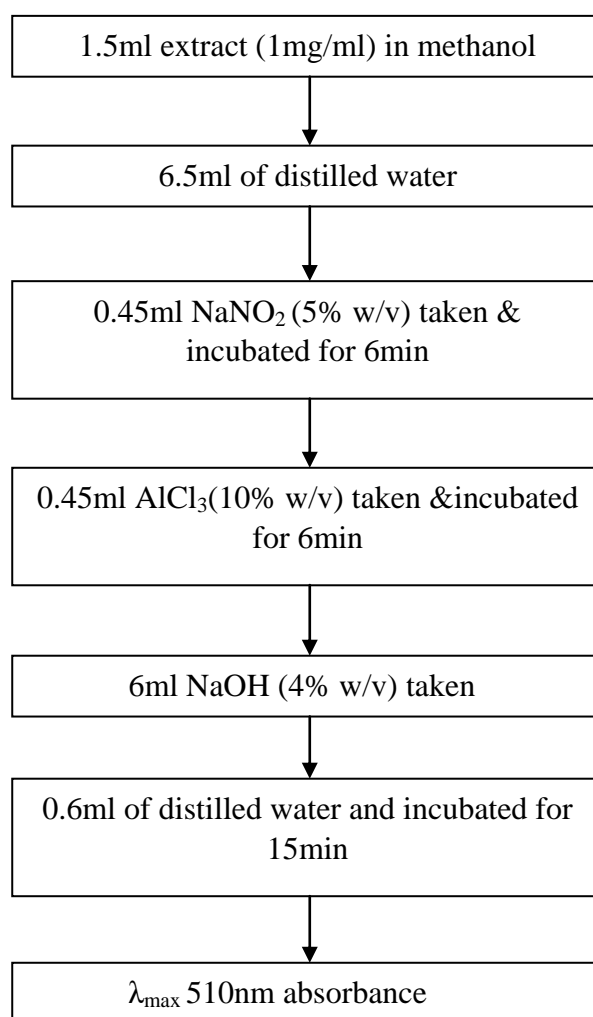 1.5ml extract (1mg/ml) in methanol
6.5ml of distilled water
0.45ml NaNO₂ (5% w/v) taken &
incubated for 6min
0.45ml AlCl₃(10% w/v) taken &incubated
for 6min
6ml NaOH (4% w/v) taken
0.6ml of distilled water and incubated for
15min
λmax 510nm absorbance